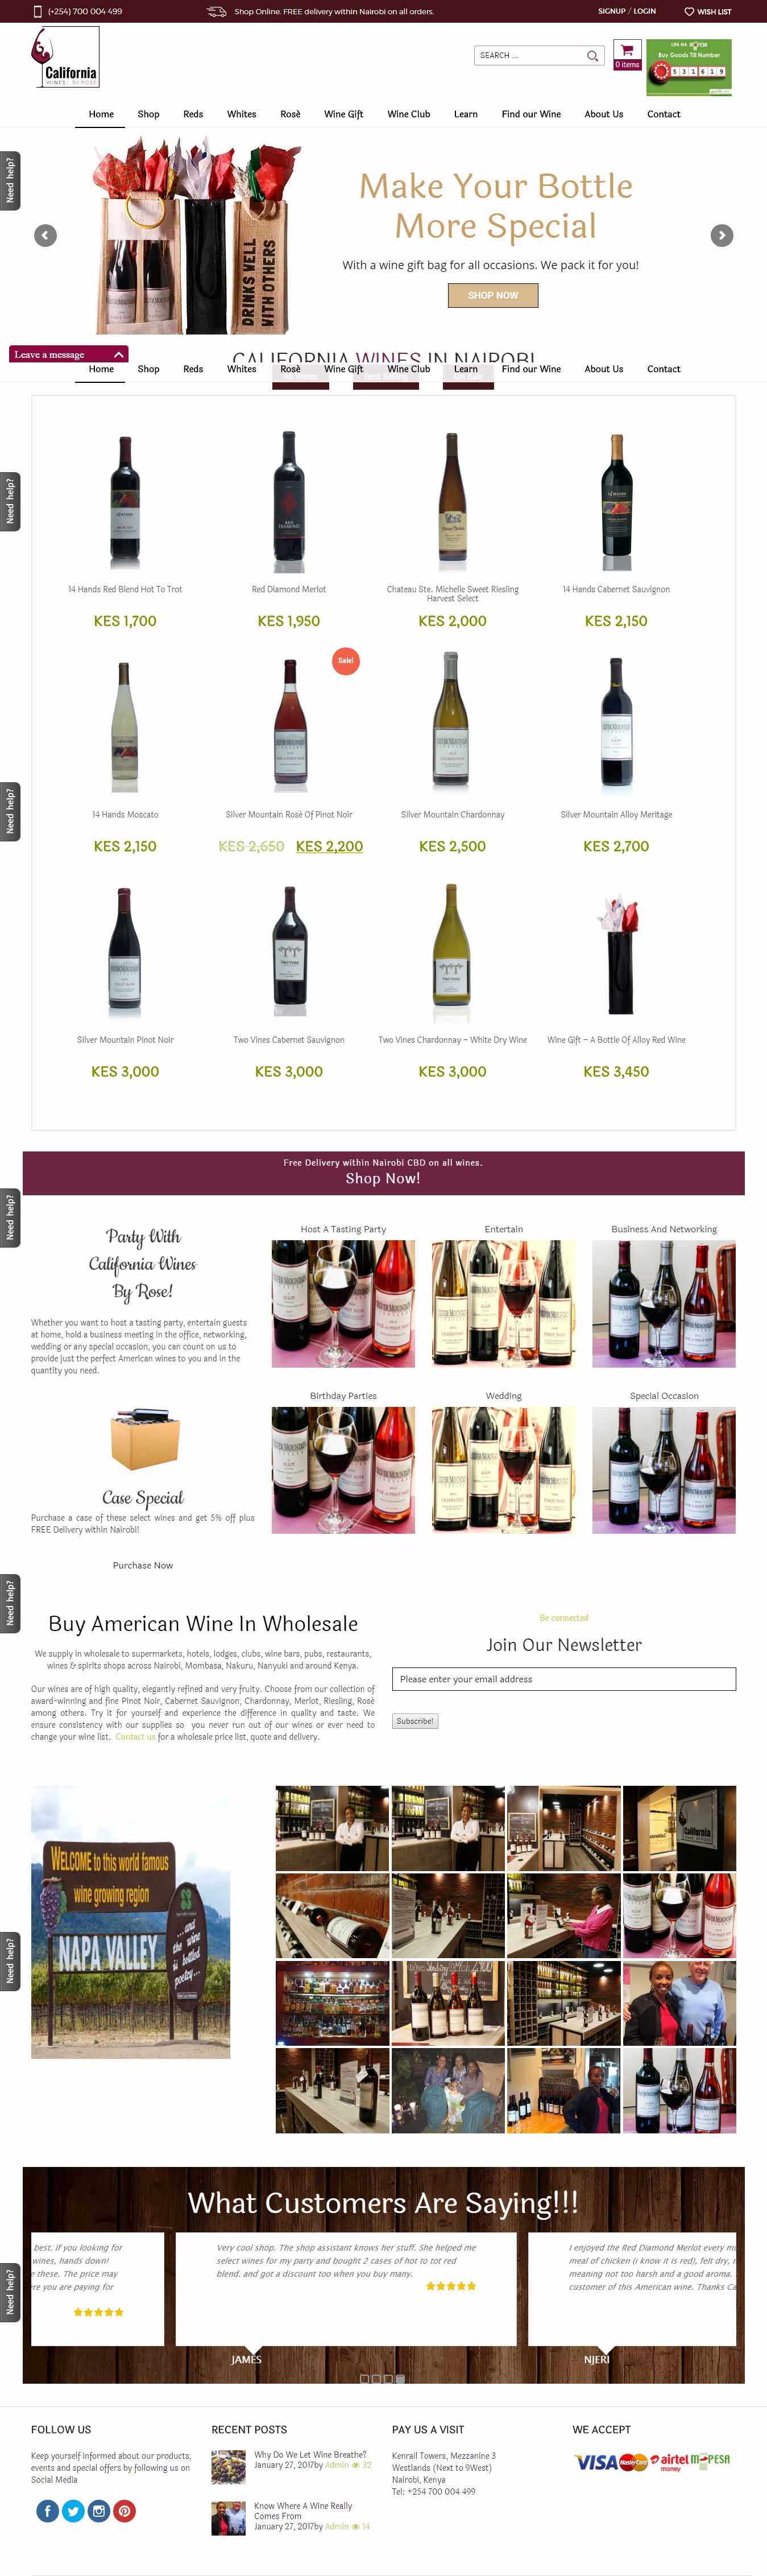 (+254) 700 004 499
Shop Online. FREE delivery within Nairobi on all orders.
SIGNUP / LOGIN
WISH LIST
California
WINES BY ROSE
SEARCH ...
0 items
LIPA NA
Buy Goods Till Number
5 3 1 6 1 9
Home Shop Reds Whites Rosè Wine Gift Wine Club Learn Find our Wine About Us Contact
Need help?
DRINKS WELL
WITH OTHERS
Make Your Bottle
More Special
With a wine gift bag for all occasions. We pack it for you!
SHOP NOW
Leave a message
CALIFORNIA WINES IN NAIROBI
Home Shop Reds Whites Rosè Wine Gift Wine Club Learn Find our Wine About Us Contact
Need help?
14 Hands Red Blend Hot To Trot
KES 1,700
Red Diamond Merlot
KES 1,950
Chateau Ste. Michelle Sweet Riesling
Harvest Select
KES 2,000
14 Hands Cabernet Sauvignon
KES 2,150
Sale!
Need help?
14 Hands Moscato
KES 2,150
Silver Mountain Rosè Of Pinot Noir
KES 2,650 KES 2,200
Silver Mountain Chardonnay
KES 2,500
Silver Mountain Alloy Meritage
KES 2,700
Silver Mountain Pinot Noir
KES 3,000
Two Vines Cabernet Sauvignon
KES 3,000
Two Vines Chardonnay – White Dry Wine
KES 3,000
Wine Gift – A Bottle Of Alloy Red Wine
KES 3,450
Free Delivery within Nairobi CBD on all wines.
Shop Now!
Need help?
Party With
California Wines
By Rose!
Whether you want to host a tasting party, entertain guests
at home, hold a business meeting in the office, networking,
wedding or any special occasion, you can count on us to
provide just the perfect American wines to you and in the
quantity you need.
Host A Tasting Party
Entertain
Business And Networking
Birthday Parties
Wedding
Special Occasion
Case Special
Purchase a case of these select wines and get 5% off plus
FREE Delivery within Nairobi!
Purchase Now
Need help?
Buy American Wine In Wholesale
We supply in wholesale to supermarkets, hotels, lodges, clubs, wine bars, pubs, restaurants,
wines & spirits shops across Nairobi, Mombasa, Nakuru, Nanyuki and around Kenya.
Our wines are of high quality, elegantly refined and very fruity. Choose from our collection of
award-winning and fine Pinot Noir, Cabernet Sauvignon, Chardonnay, Merlot, Riesling, Rosè
among others. Try it for yourself and experience the difference in quality and taste. We
ensure consistency with our supplies so you never run out of our wines or ever need to
change your wine list. Contact us for a wholesale price list, quote and delivery.
Be connected
Join Our Newsletter
Please enter your email address
Subscribe!
WELCOME to this world famous
wine growing region
NAPA VALLEY
...and
the wine
is bottled
poetry...
California
Need help?
What Customers Are Saying!!!
best. If you looking for
wines, hands down!
these. The price may
you are paying for
Very cool shop. The shop assistant knows her stuff. She helped me
select wines for my party and bought 2 cases of hot to tot red
blend. and got a discount too when you buy many.
JAMES
I enjoyed the Red Diamond Merlot every
meal of chicken (i know it is red), felt dry,
meaning not too harsh and a good aroma.
customer of this American wine. Thanks
NJERI
Need help?
FOLLOW US
Keep yourself informed about our products,
events and special offers by following us on
Social Media
RECENT POSTS
Why Do We Let Wine Breathe?
January 27, 2017by Admin 32
Know Where A Wine Really
Comes From
January 27, 2017by Admin 14
PAY US A VISIT
Kenrail Towers, Mezzanine 3
Westlands (Next to 9West)
Nairobi, Kenya
Tel: +254 700 004 499
WE ACCEPT
VISA MasterCard airtel money M-PESA